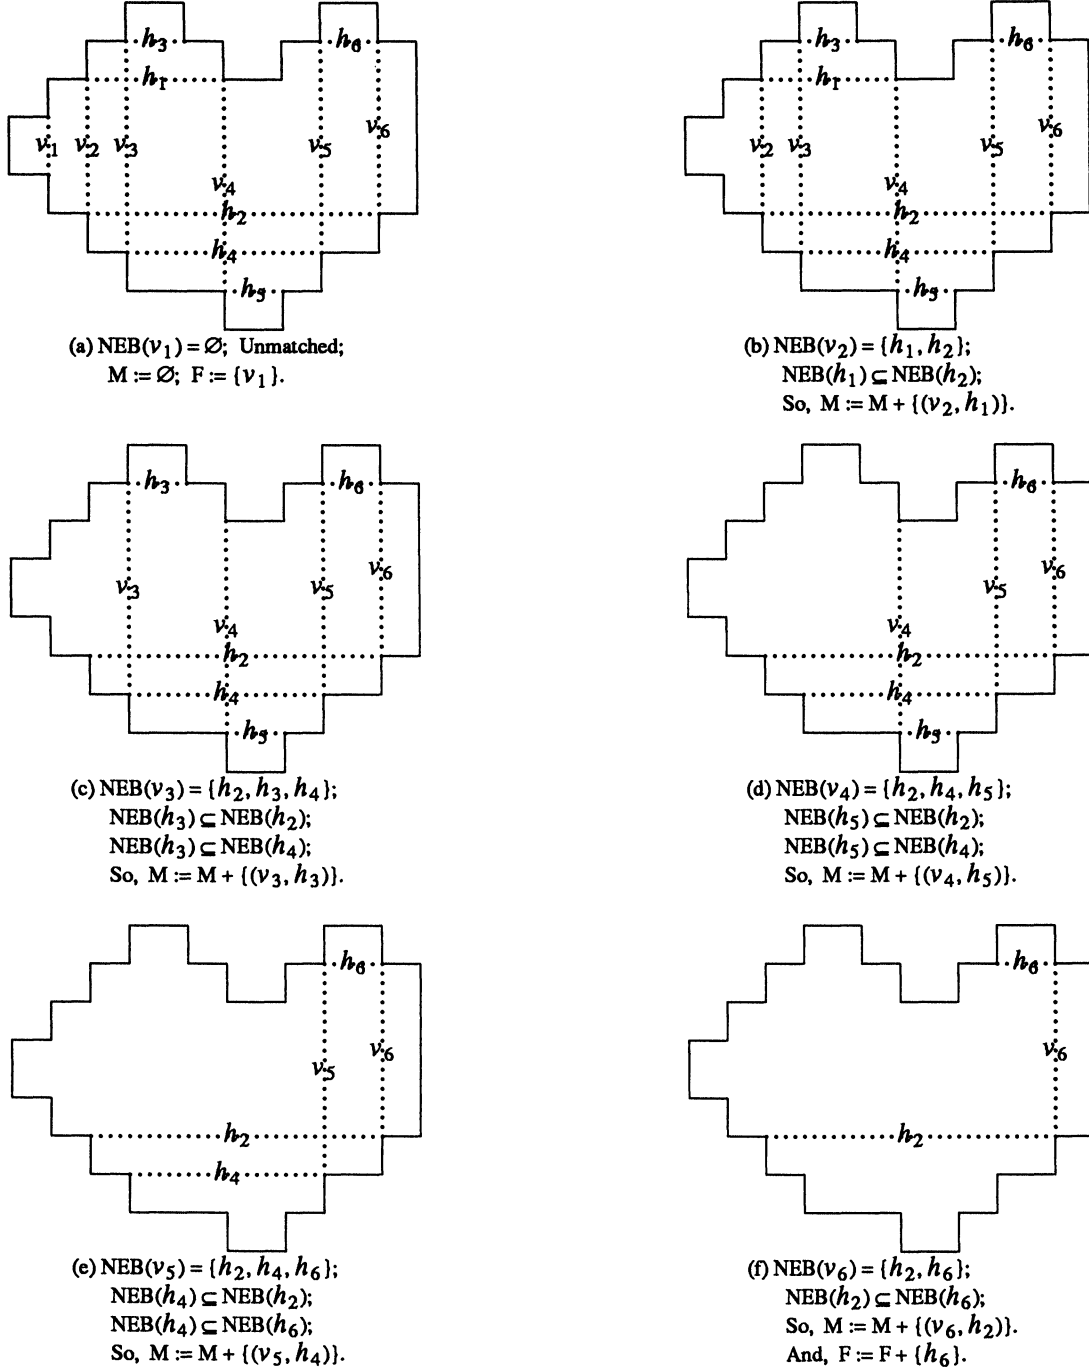 h3 h6
h1
v1 v2 v3 v5 v6
v4
h2
h4
h5
(a) NEB(v1) = ∅; Unmatched;
M := ∅; F := {v1}.
h3 h6
h1
v2 v3 v5 v6
v4
h2
h4
h5
(b) NEB(v2) = {h1, h2};
NEB(h1) ⊆ NEB(h2);
So, M := M + {(v2, h1)}.
h3 h6
v3 v5 v6
v4
h2
h4
h5
(c) NEB(v3) = {h2, h3, h4};
NEB(h3) ⊆ NEB(h2);
NEB(h3) ⊆ NEB(h4);
So, M := M + {(v3, h3)}.
h6
v5 v6
v4
h2
h4
h5
(d) NEB(v4) = {h2, h4, h5};
NEB(h5) ⊆ NEB(h2);
NEB(h5) ⊆ NEB(h4);
So, M := M + {(v4, h5)}.
h6
v5 v6
h2
h4
(e) NEB(v5) = {h2, h4, h6};
NEB(h4) ⊆ NEB(h2);
NEB(h4) ⊆ NEB(h6);
So, M := M + {(v5, h4)}.
h6
v6
h2
(f) NEB(v6) = {h2, h6};
NEB(h2) ⊆ NEB(h6);
So, M := M + {(v6, h2)}.
And, F := F + {h6}.